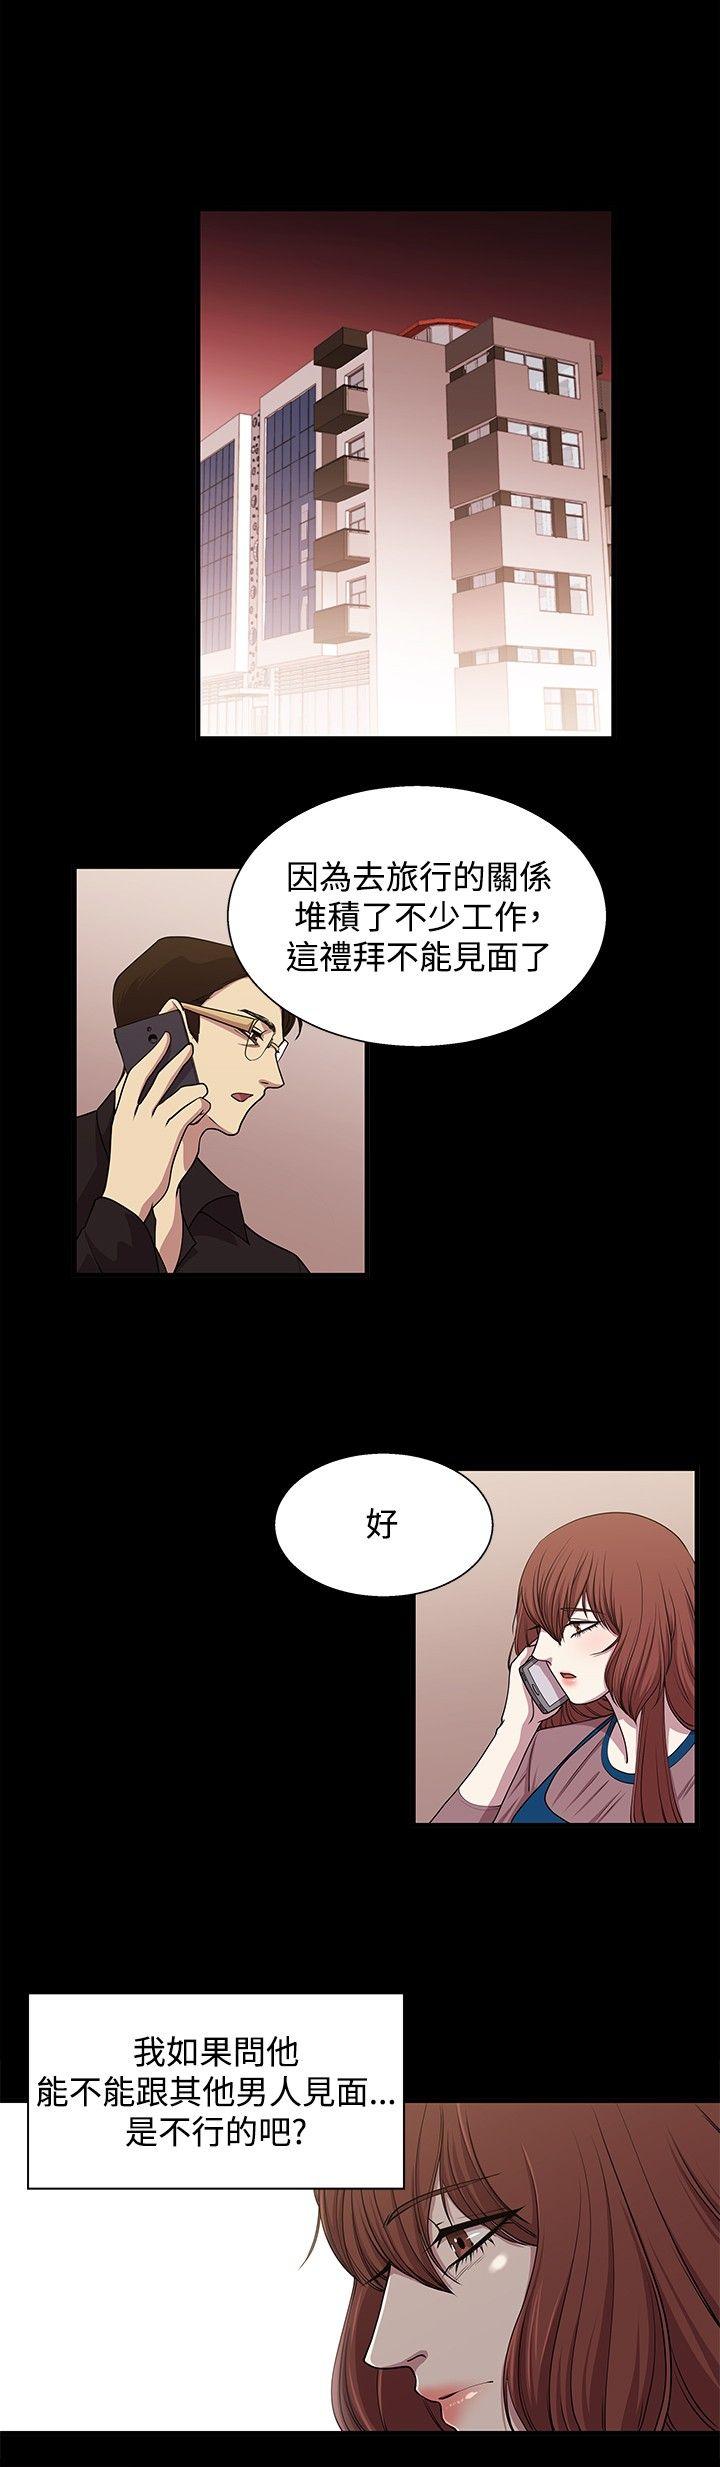 因為去旅行的關係
堆積了不少工作，
這禮拜不能見面了
好
我如果問他
能不能跟其他男人見面...
是不行的吧?